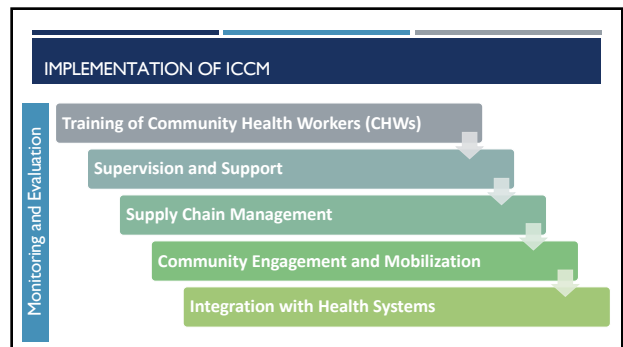 IMPLEMENTATION OF ICCM
Monitoring and Evaluation
Training of Community Health Workers (CHWs)
Supervision and Support
Supply Chain Management
Community Engagement and Mobilization
Integration with Health Systems